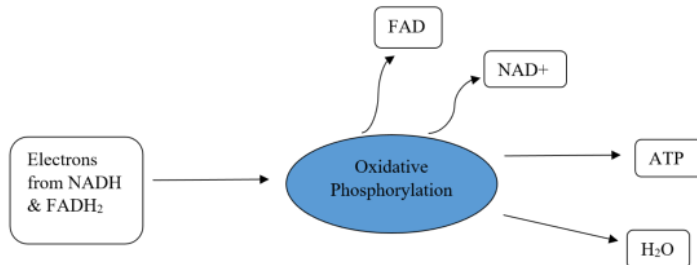 FAD
NAD+
Electrons
from NADH
& FADH₂
Oxidative
Phosphorylation
ATP
H₂O